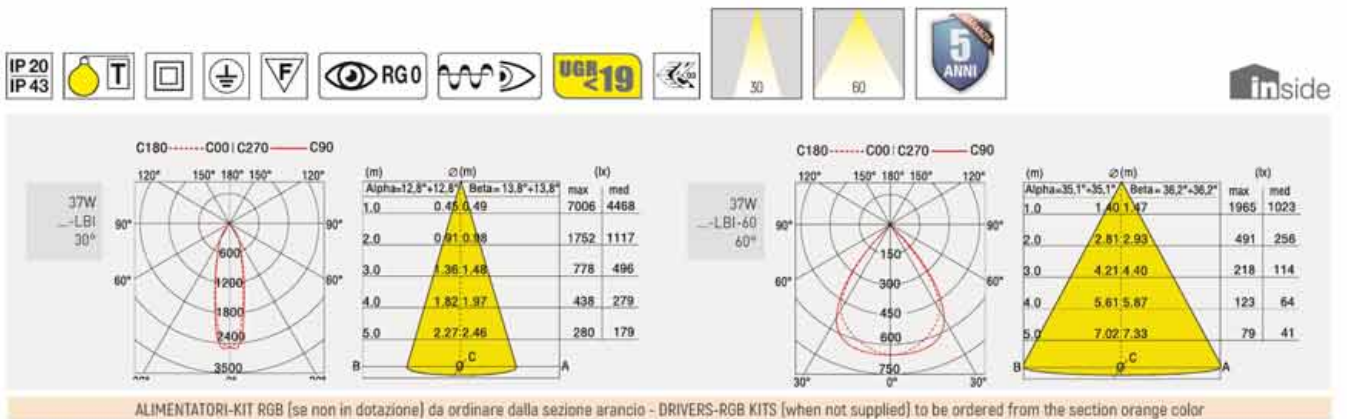 IP 20
IP 43
T
F
RG0
UGR
<19
30
60
5
ANNI
inside
37W
_-LBI
30°
C180 C00 | C270 C90
120° 150° 180° 150° 120°
90° 90°
60° 60°
600
1200
1800
2400
3500
(m) ∅(m) (lx)
Alpha=12,8°+12.8° Beta= 13,8°+13,8° max med
1.0 0.45 0.49 7006 4468
2.0 0.91 0.98 1752 1117
3.0 1.36 1.48 778 496
4.0 1.82 1.97 438 279
5.0 2.27 2.46 280 179
B C A
37W
_-LBI-60
60°
C180 C00 | C270 C90
120° 150° 180° 150° 120°
90° 90°
60° 60°
150
300
450
600
750
30° 0° 30°
(m) ∅(m) (lx)
Alpha=35,1°+35,1° Beta= 36,2°+36,2° max med
1.0 1.40 1.47 1965 1023
2.0 2.81 2.93 491 256
3.0 4.21 4.40 218 114
4.0 5.61 5.87 123 64
5.0 7.02 7.33 79 41
B C A
ALIMENTATORI-KIT RGB (se non in dotazione) da ordinare dalla sezione arancio - DRIVERS-RGB KITS (when not supplied) to be ordered from the section orange color